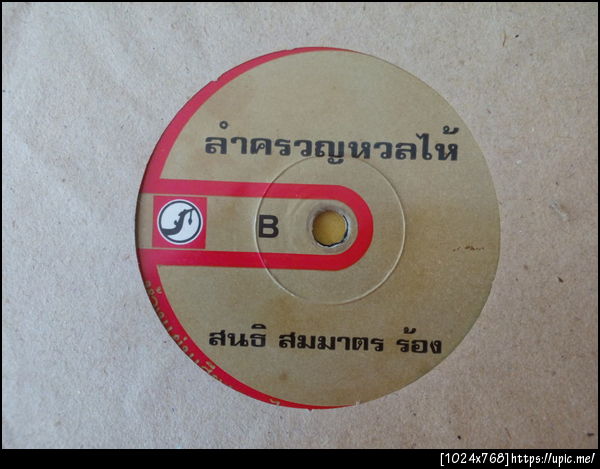 ลำครวญหวลไห้
B
สนธิ สมมาตร ร้อง
[1024x768]https://upic.me/